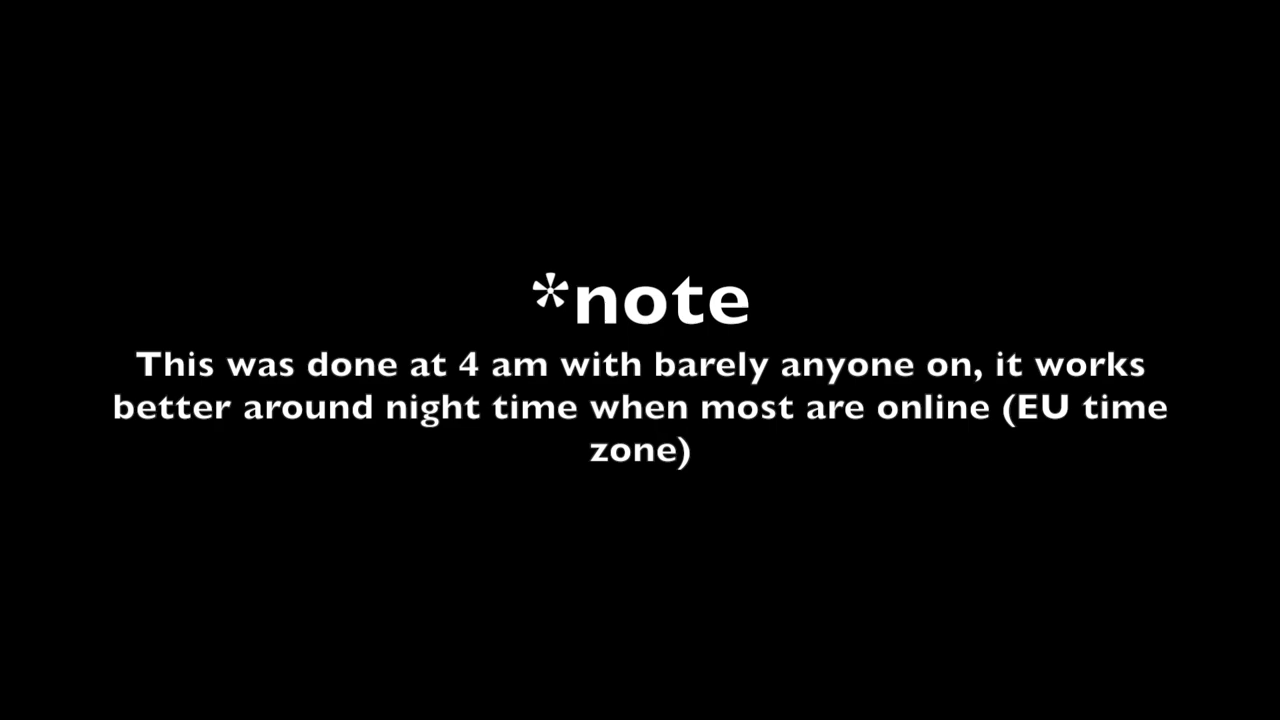 *note
This was done at 4 am with barely anyone on, it works
better around night time when most are online (EU time
zone)